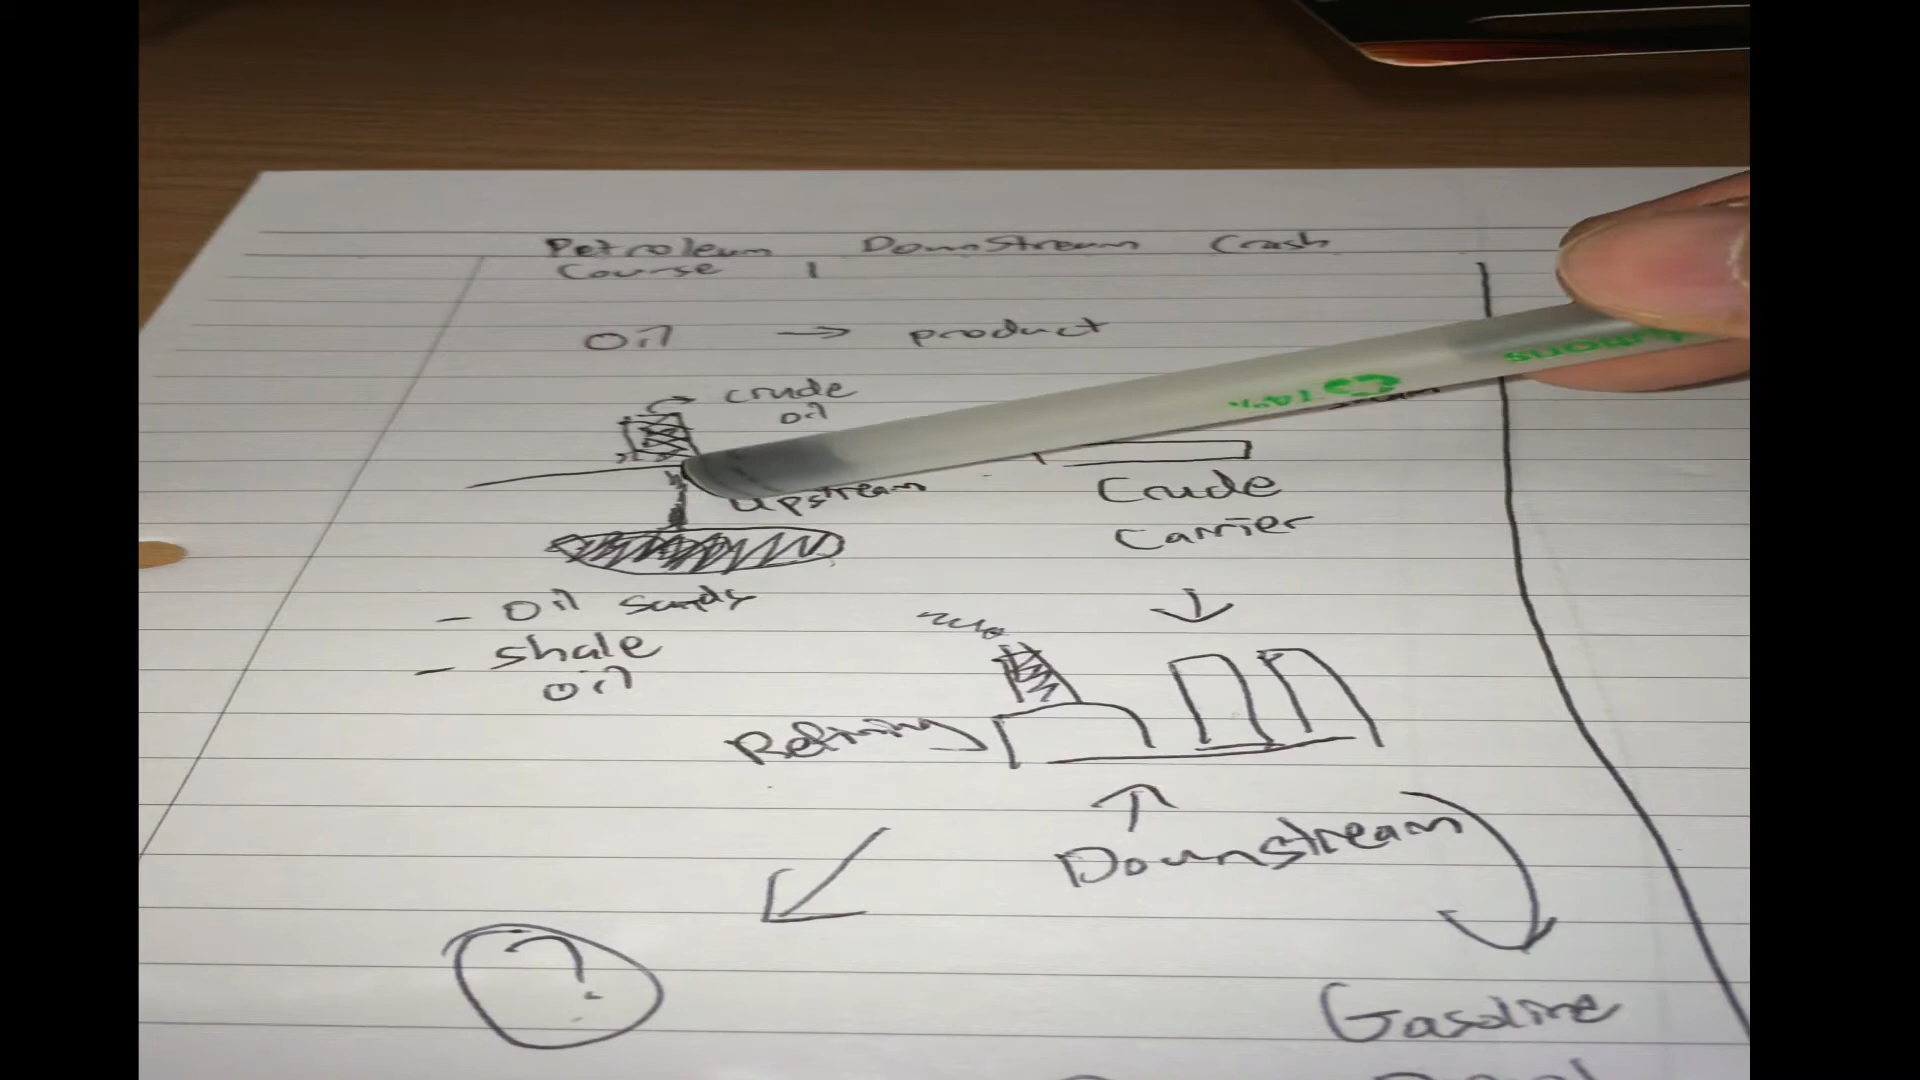 Petroleum Downstream Crash
Course 1
Oil → product
crude
oil
upstream
Crude
Carrier
- Oil sands
- shale
oil
Refining
Downstream
?
Gasoline